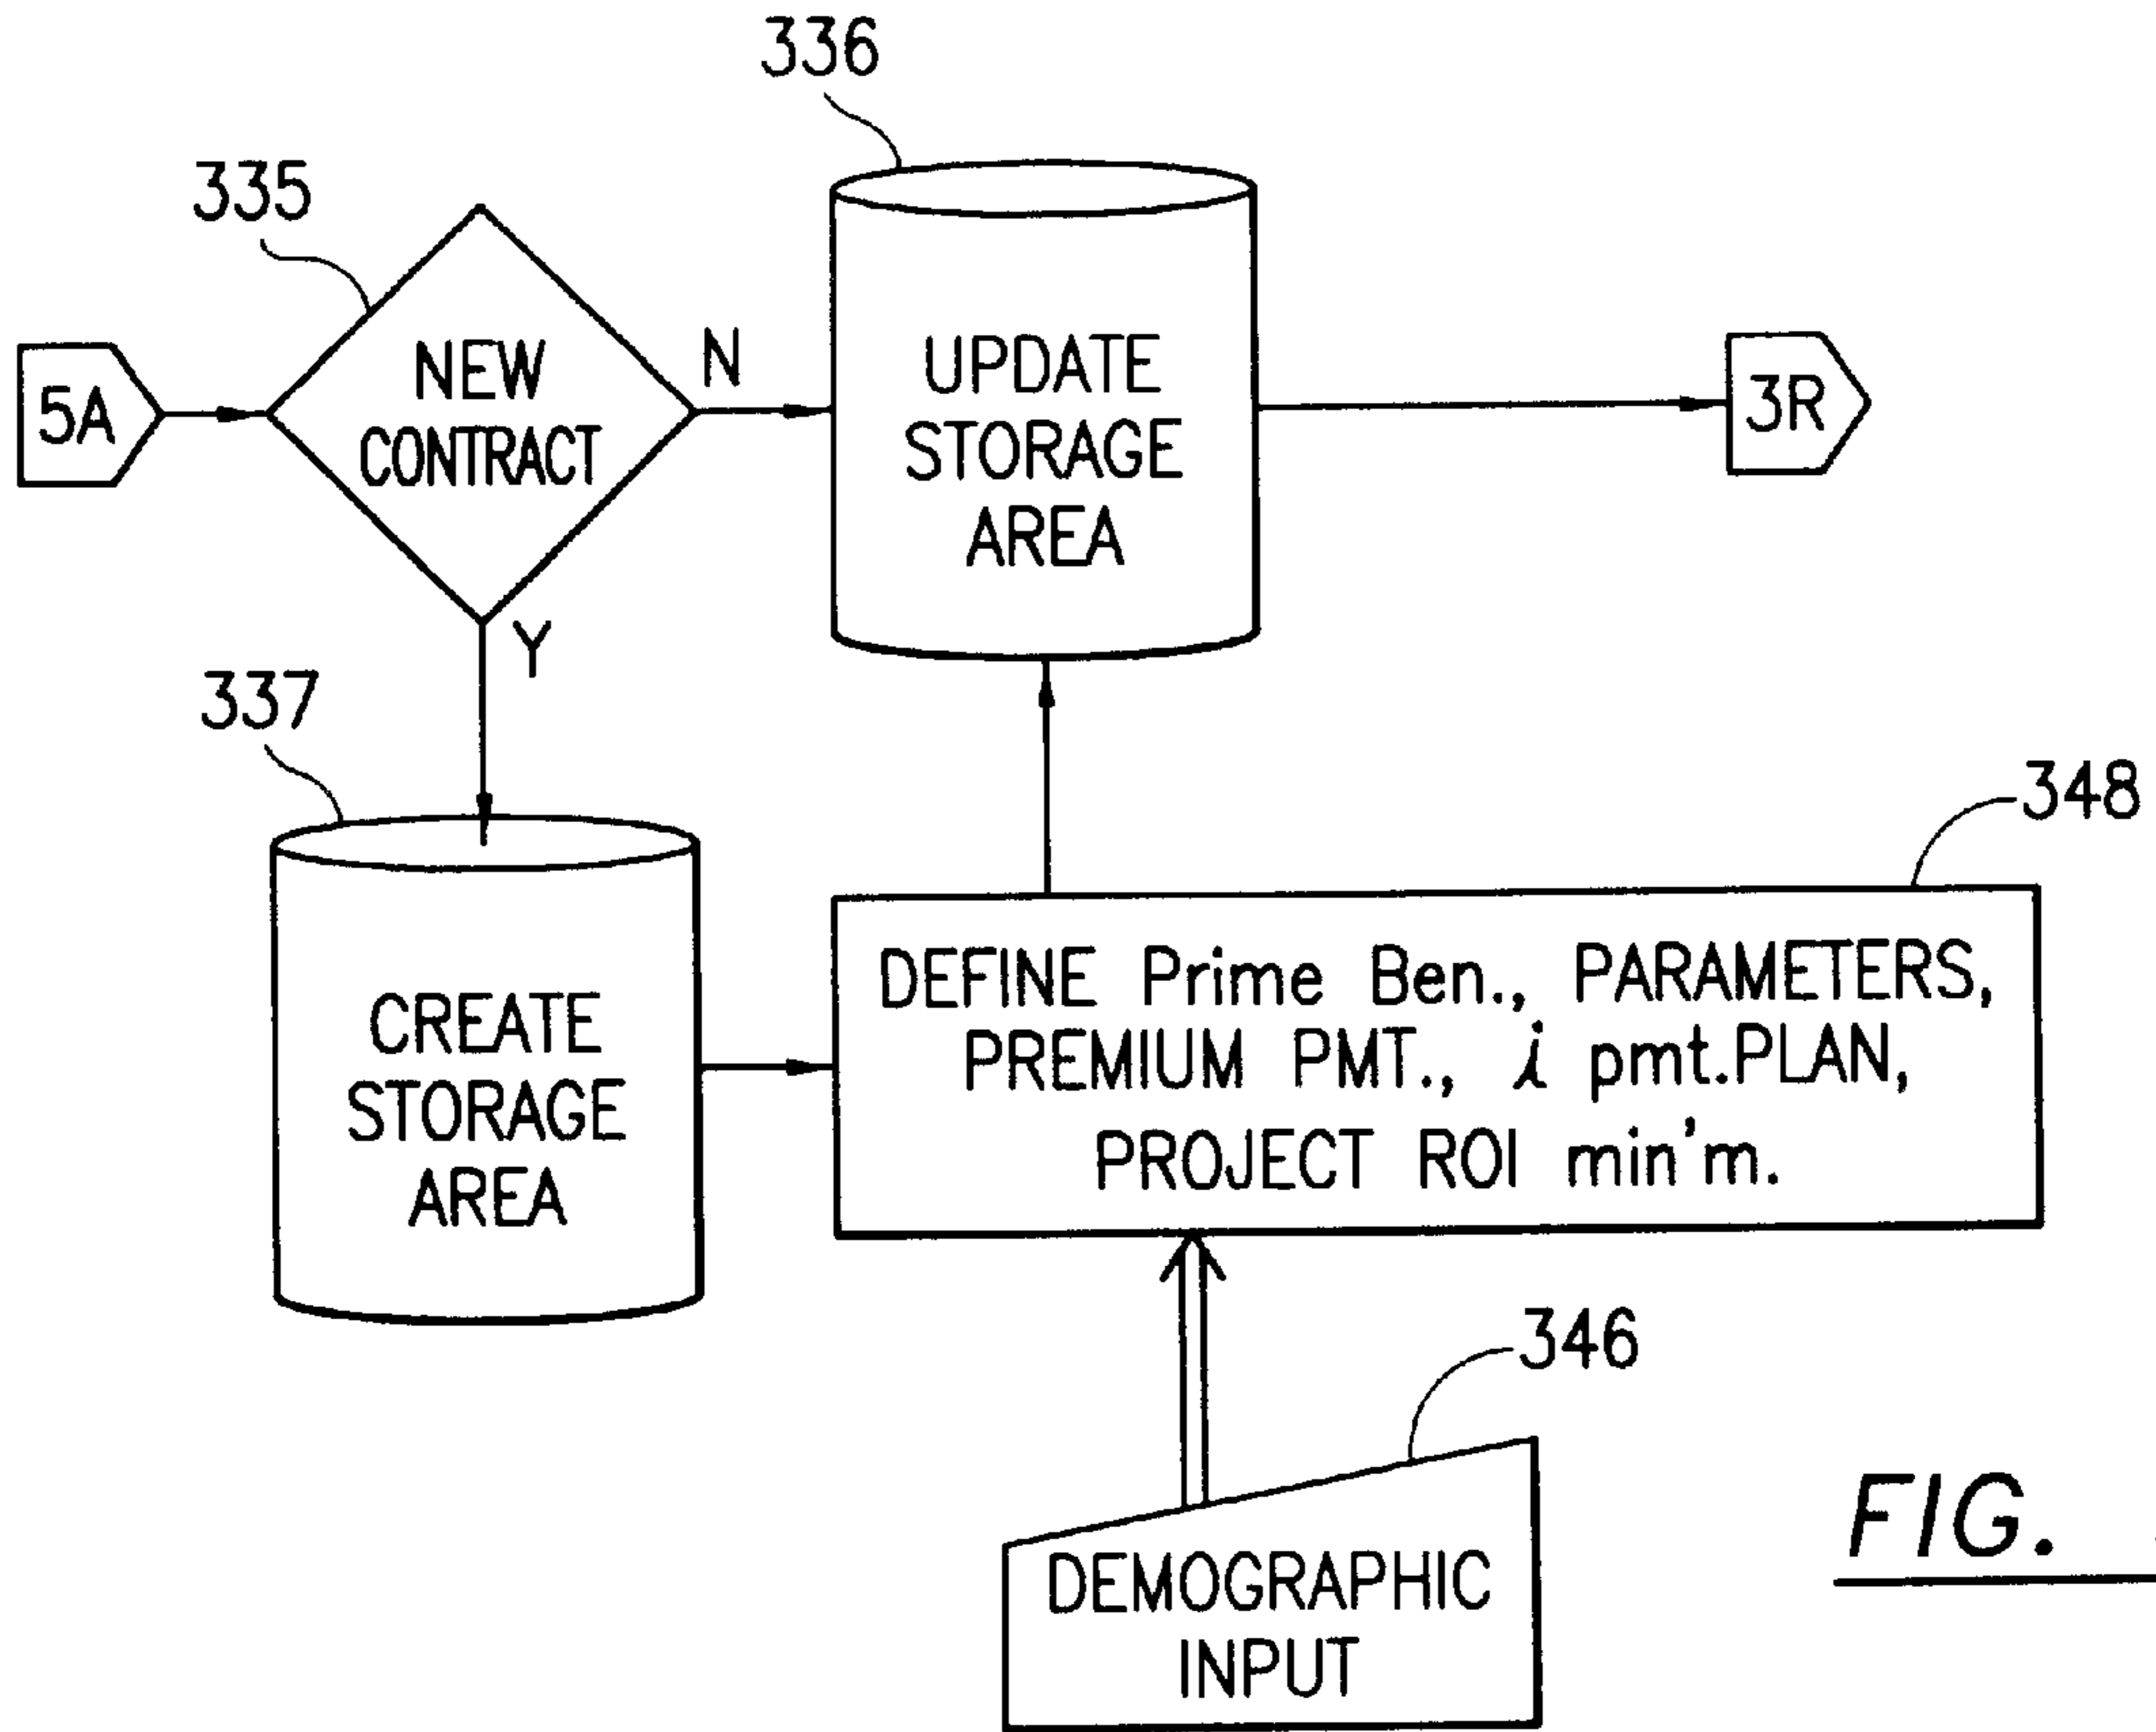 336
335
5A
NEW
CONTRACT
N
Y
UPDATE
STORAGE
AREA
3R
337
CREATE
STORAGE
AREA
348
DEFINE Prime Ben., PARAMETERS,
PREMIUM PMT., i pmt.PLAN,
PROJECT ROI min'm.
346
DEMOGRAPHIC
INPUT
FIG.